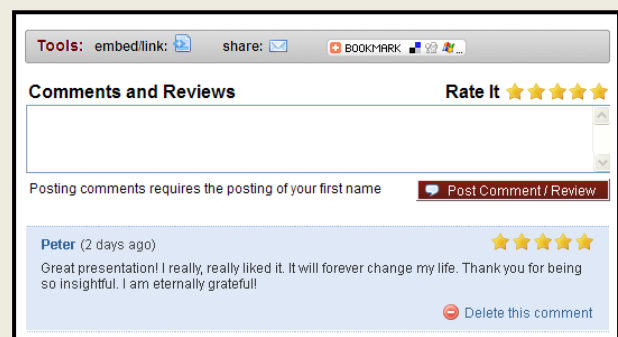 Tools: embed/link: share: BOOKMARK ...
Comments and Reviews Rate It
Posting comments requires the posting of your first name Post Comment / Review
Peter (2 days ago)
Great presentation! I really, really liked it. It will forever change my life. Thank you for being
so insightful. I am eternally grateful!
Delete this comment